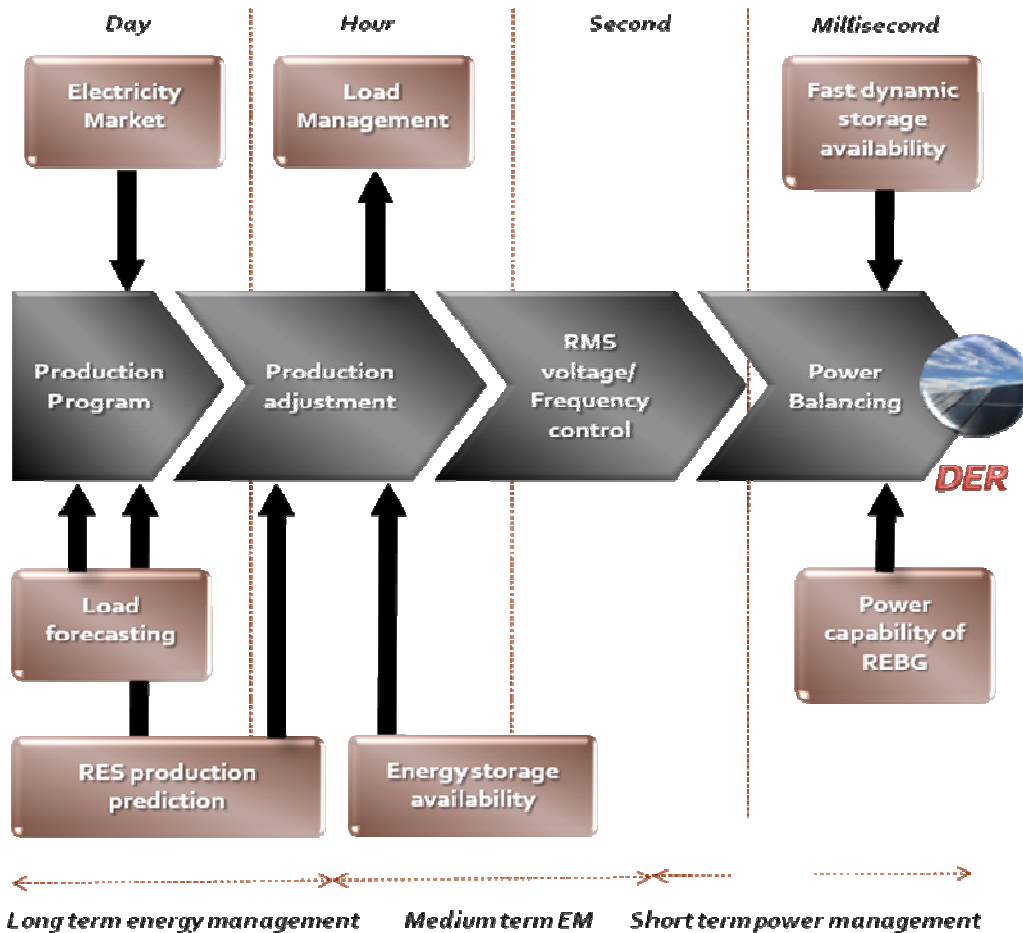 Day
Hour
Second
Millisecond
Electricity
Market
Load
Management
Fast dynamic
storage
availability
Production
Program
Production
adjustment
RMS
voltage/
Frequency
control
Power
Balancing
DER
Load
forecasting
Power
capability of
REBG
RES production
prediction
Energy storage
availability
Long term energy management
Medium term EM
Short term power management